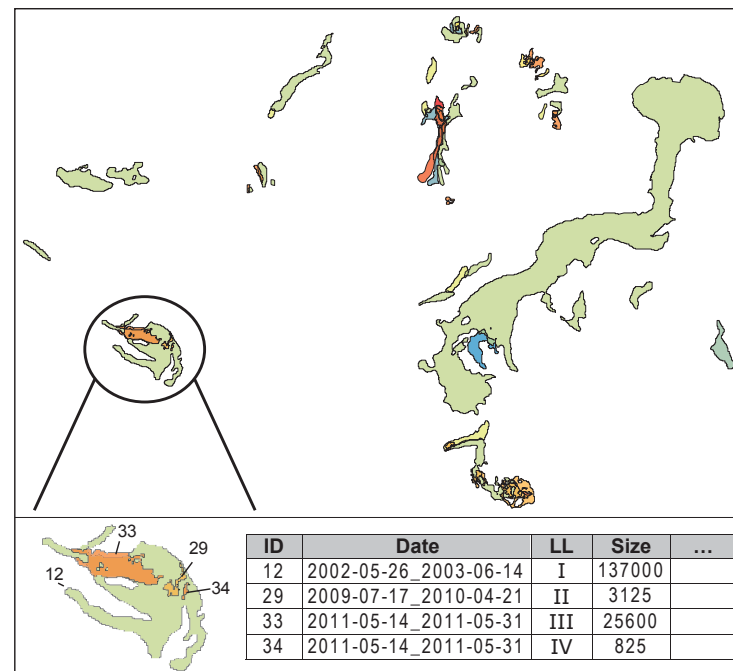 33
29
12
34
ID Date LL Size ...
12 2002-05-26_2003-06-14 I 137000
29 2009-07-17_2010-04-21 II 3125
33 2011-05-14_2011-05-31 III 25600
34 2011-05-14_2011-05-31 IV 825